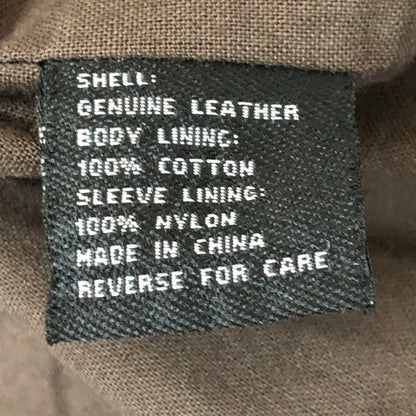 SHELL:
GENUINE LEATHER
BODY LINING:
100% COTTON
SLEEVE LINING:
100% NYLON
MADE IN CHINA
REVERSE FOR CARE